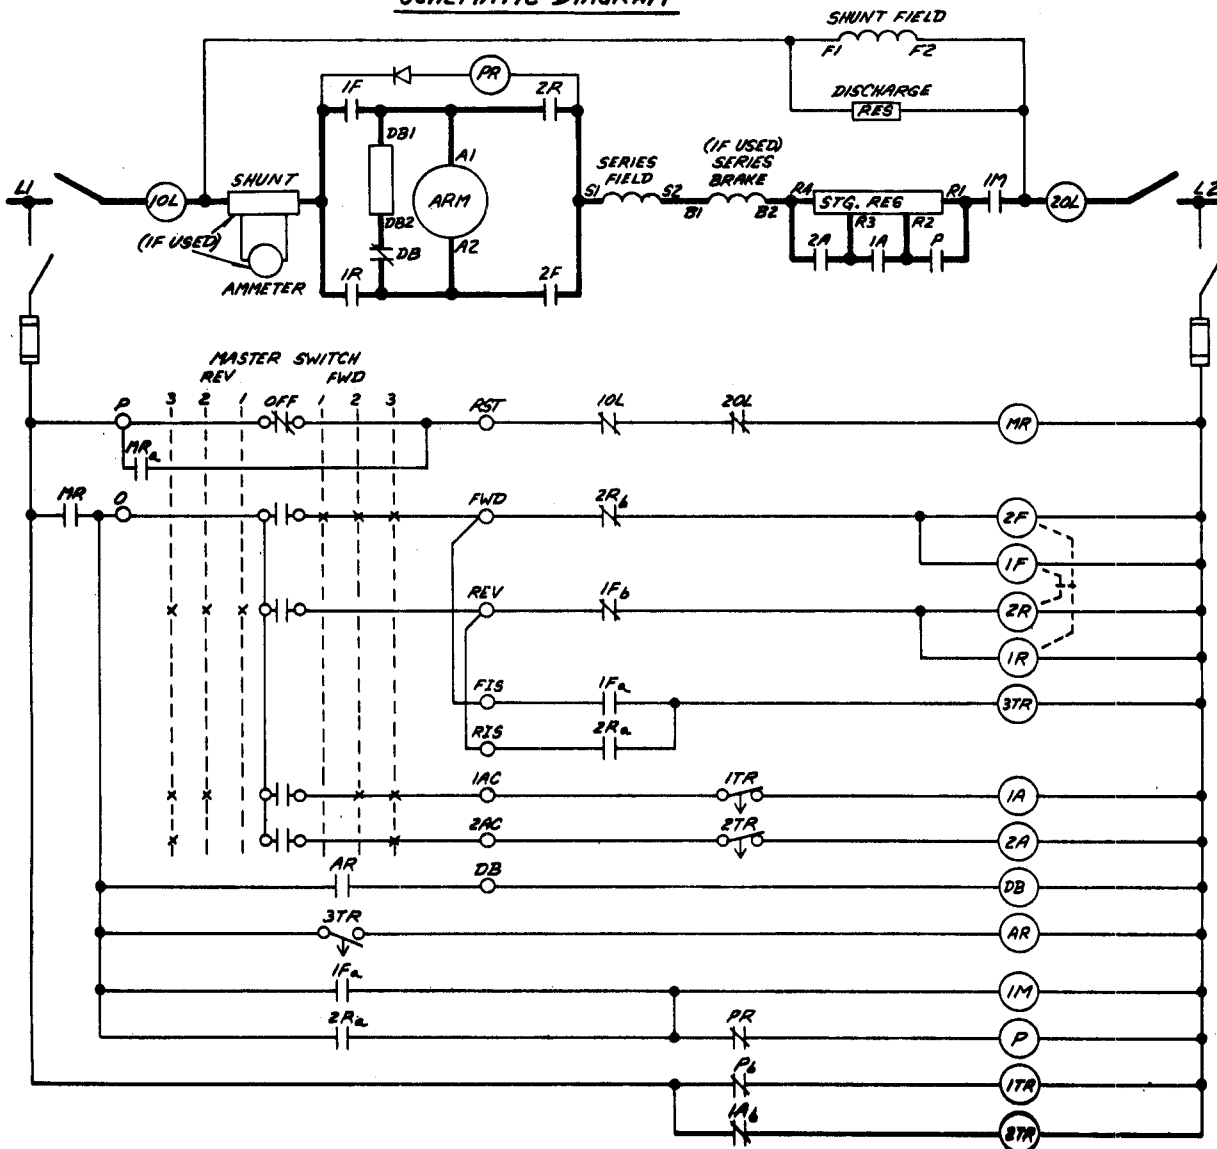 SCHEMATIC DIAGRAM
SHUNT FIELD
F1 F2
PR
1F 2R
DISCHARGE
RES
DB1
A1
(IF USED)
SERIES
BRAKE
SERIES
FIELD
L1
10L
SHUNT
ARM
S1 S2
B1 B2
R4 STG. RES R1
1M
20L
L2
R3 R2
(IF USED)
DB2
A2
DB
2A 1A P
AMMETER
1R 2F
MASTER SWITCH
REV FWD
3 2 1 OFF 1 2 3
P RST 10L 20L MR
MRa
MR O FWD 2Rb 2F
1F
REV 1Fb 2R
1R
FIS 1Fa 3TR
RIS 2Ra
1AC 1TR 1A
2AC 2TR 2A
AR DB DB
3TR AR
1Fa 1M
2Ra PR P
Pb 1TR
1Ab 2TR